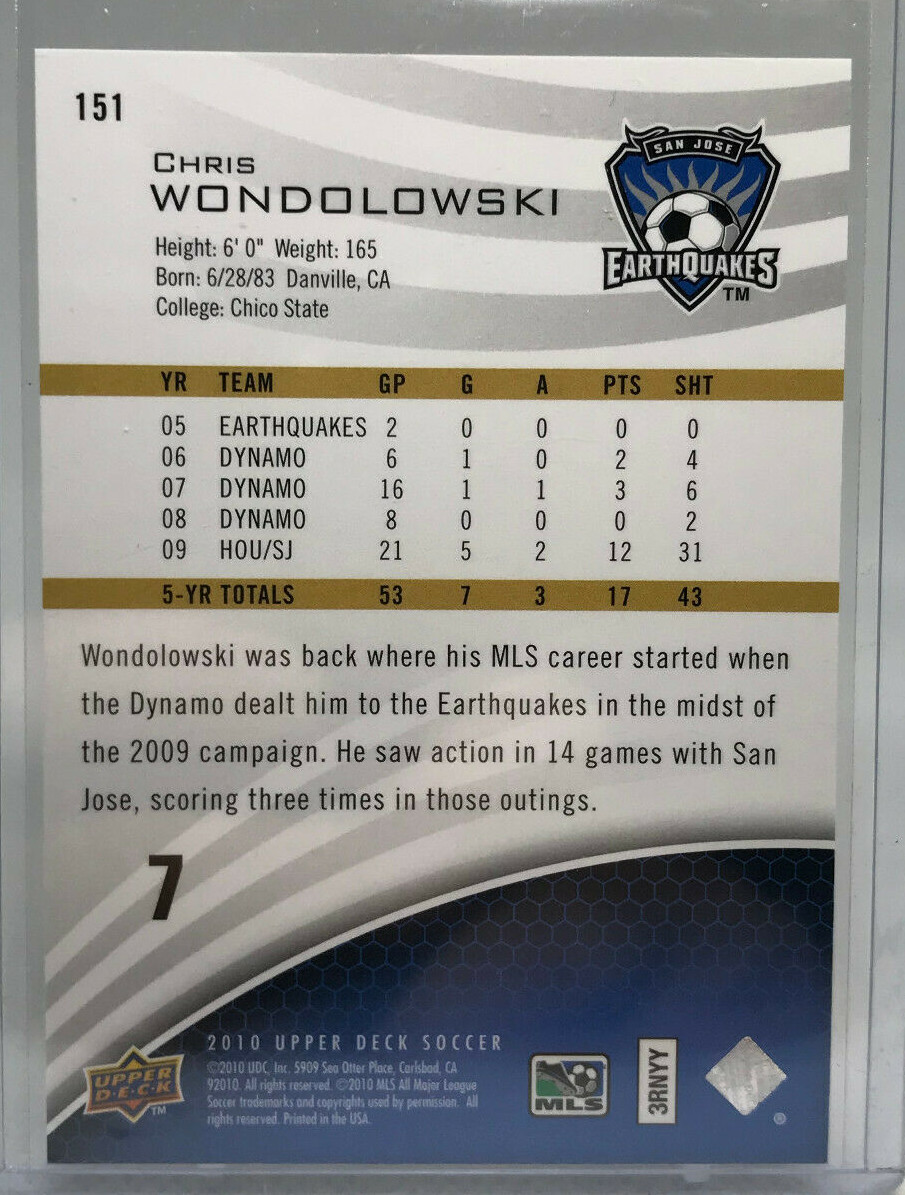 151
SAN JOSE
EARTHQUAKES
TM
CHRIS
WONDOLOWSKI
Height: 6' 0" Weight: 165
Born: 6/28/83 Danville, CA
College: Chico State
YR TEAM GP G A PTS SHT
05 EARTHQUAKES 2 0 0 0 0
06 DYNAMO 6 1 0 2 4
07 DYNAMO 16 1 1 3 6
08 DYNAMO 8 0 0 0 2
09 HOU/SJ 21 5 2 12 31
5-YR TOTALS 53 7 3 17 43
Wondolowski was back where his MLS career started when
the Dynamo dealt him to the Earthquakes in the midst of
the 2009 campaign. He saw action in 14 games with San
Jose, scoring three times in those outings.
7
2010 UPPER DECK SOCCER
©2010 UDC, Inc. 5909 Sea Otter Place, Carlsbad, CA
92010. All rights reserved. ©2010 MLS All Major League
Soccer trademarks and copyrights used by permission. All
rights reserved. Printed in the USA.
UPPER
D·E·C·K
TM
MLS
3RNYY
®